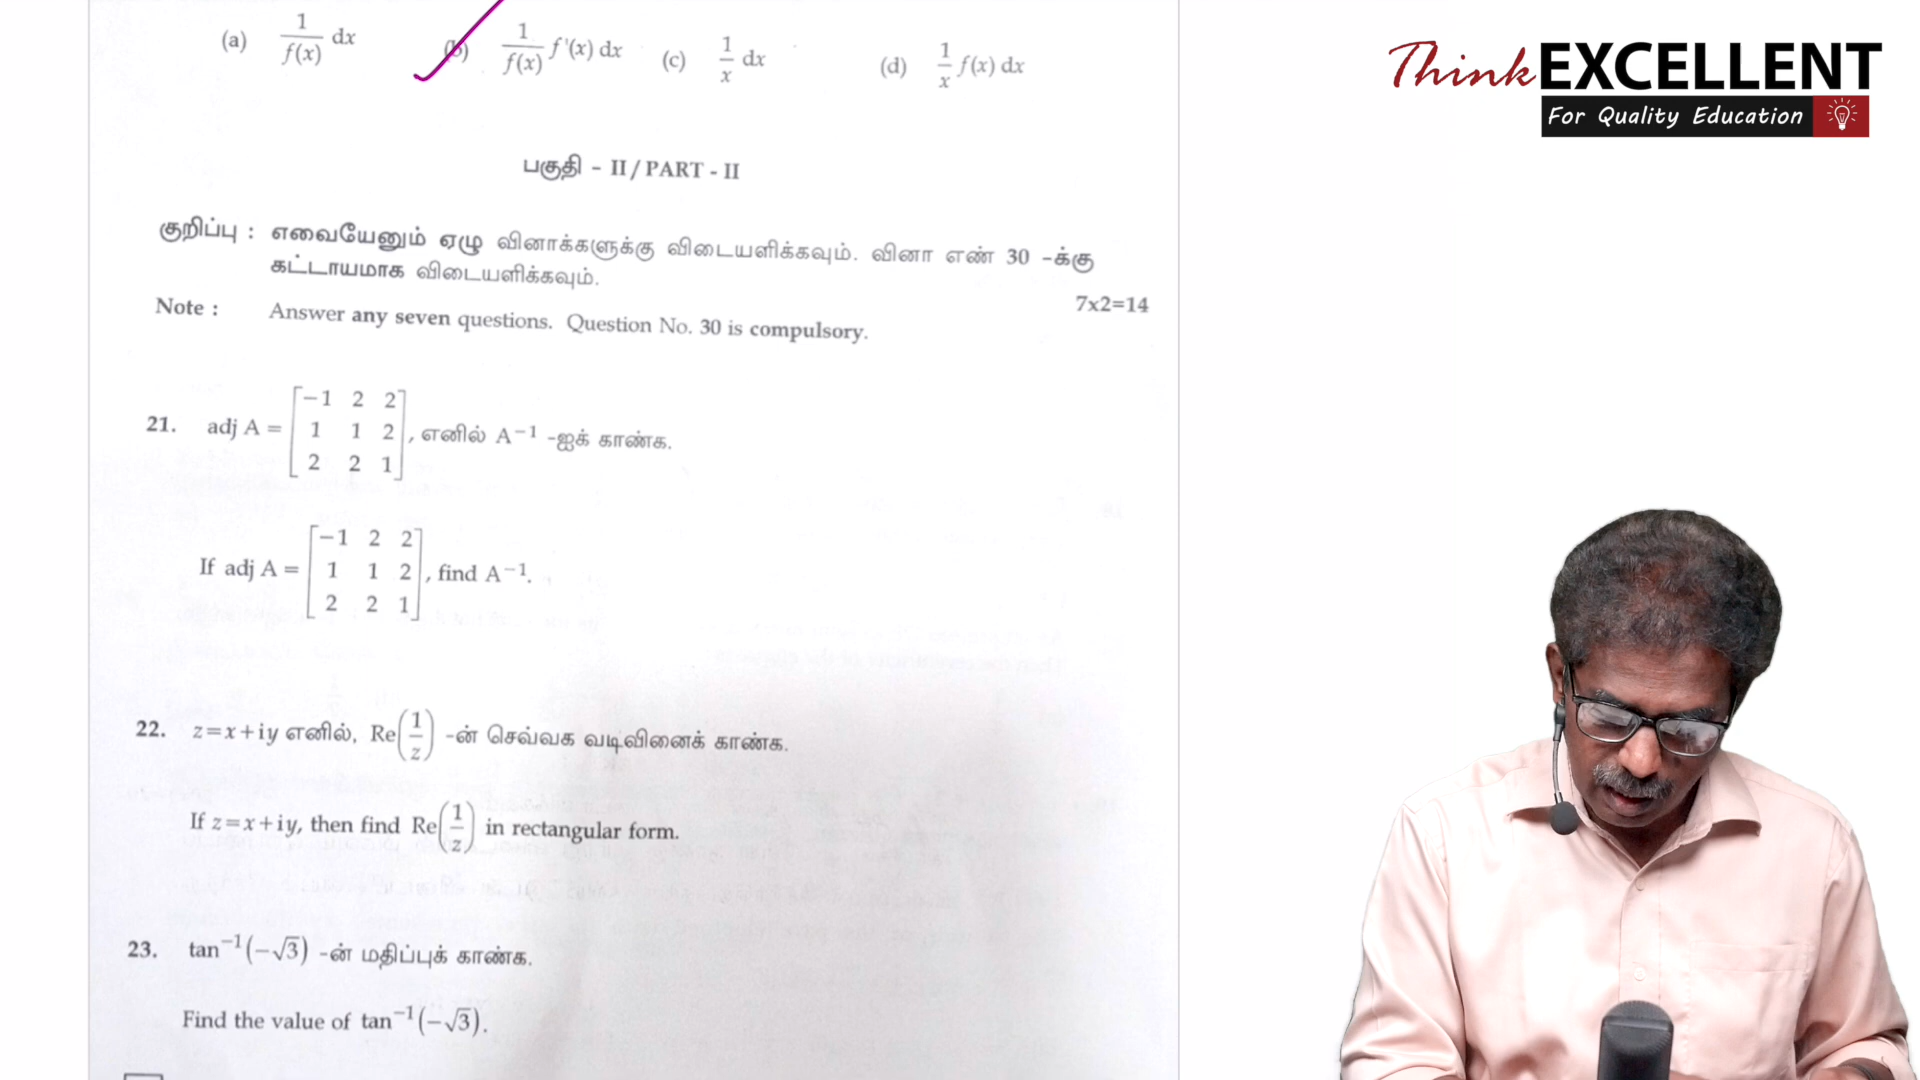 (a) 1/f(x) dx (b) 1/f(x) f'(x) dx (c) 1/x dx (d) 1/x f(x) dx
Think EXCELLENT
For Quality Education
பகுதி - II / PART - II
குறிப்பு : எவையேனும் ஏழு வினாக்களுக்கு விடையளிக்கவும். வினா எண் 30 -க்கு
கட்டாயமாக விடையளிக்கவும்.
7x2=14
Note : Answer any seven questions. Question No. 30 is compulsory.
21. adj A = [−1 2 2
1 1 2
2 2 1], எனில் A⁻¹ -ஐக் காண்க.
If adj A = [−1 2 2
1 1 2
2 2 1], find A⁻¹.
22. z=x+iy எனில், Re(1/z) -ன் செவ்வக வடிவினைக் காண்க.
If z=x+iy, then find Re(1/z) in rectangular form.
23. tan⁻¹(−√3) -ன் மதிப்புக் காண்க.
Find the value of tan⁻¹(−√3).